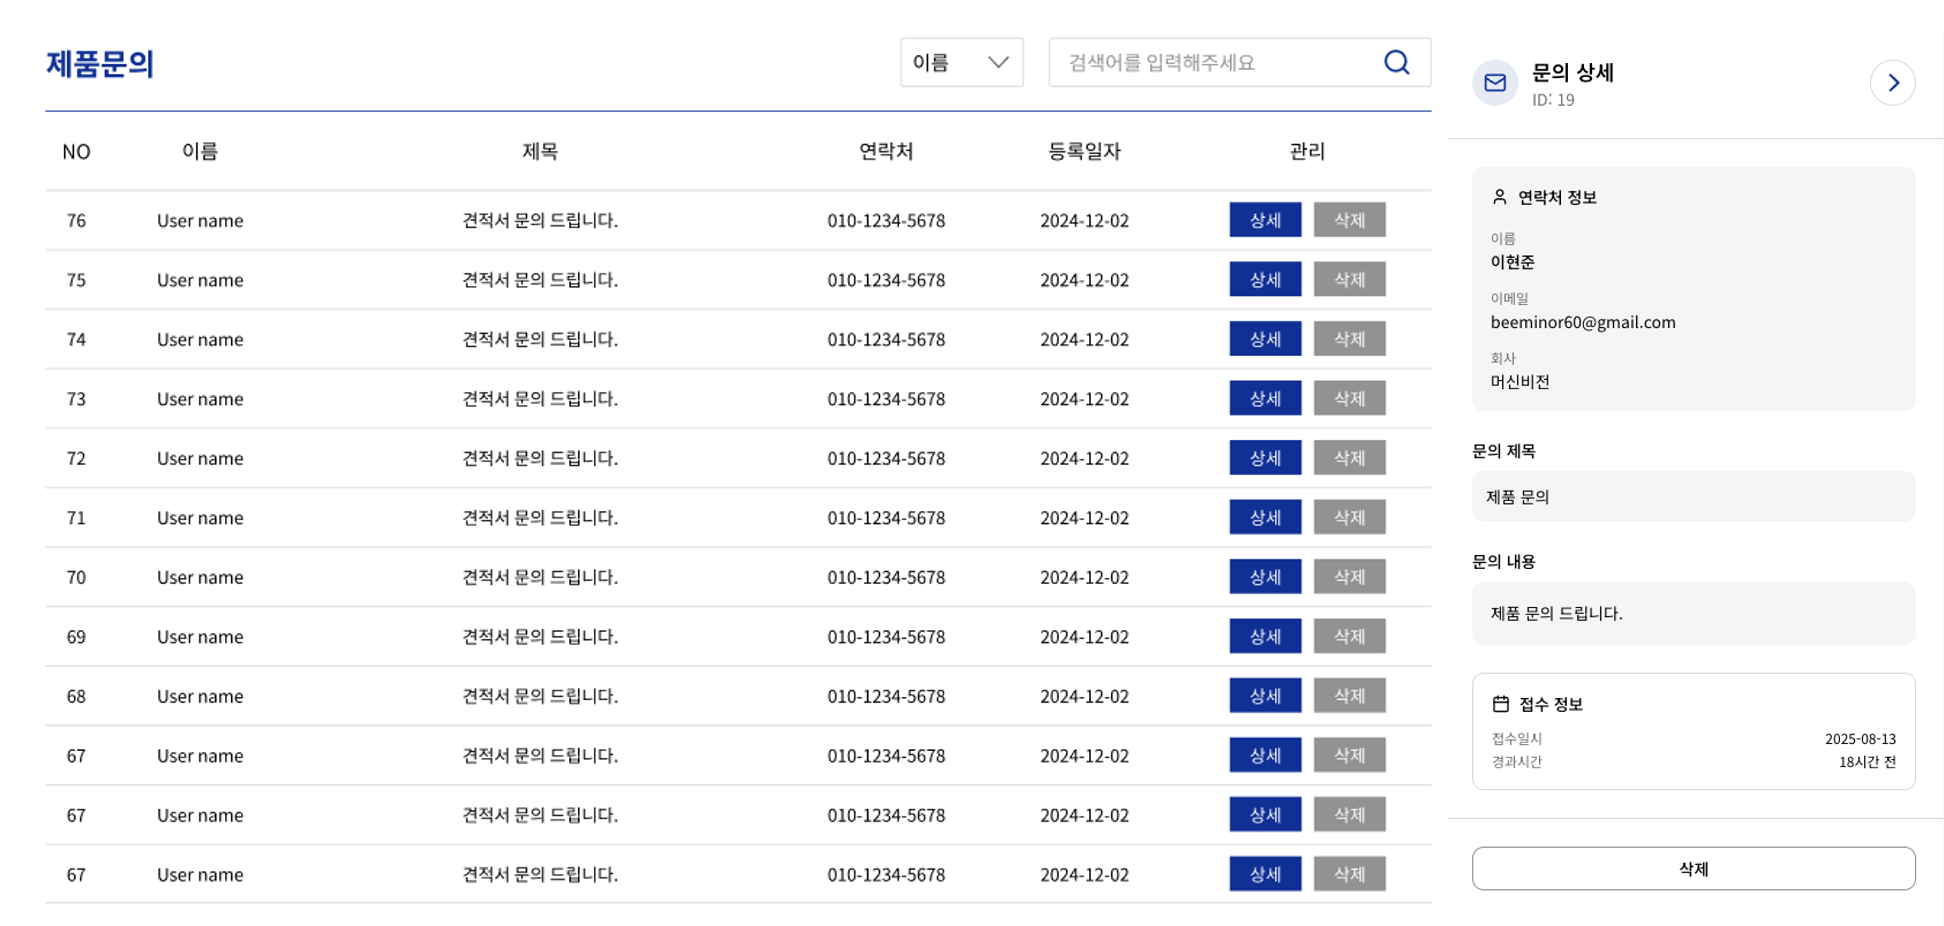 제품문의
이름
검색어를 입력해주세요
NO 이름 제목 연락처 등록일자 관리
76 User name 견적서 문의 드립니다. 010-1234-5678 2024-12-02 상세 삭제
75 User name 견적서 문의 드립니다. 010-1234-5678 2024-12-02 상세 삭제
74 User name 견적서 문의 드립니다. 010-1234-5678 2024-12-02 상세 삭제
73 User name 견적서 문의 드립니다. 010-1234-5678 2024-12-02 상세 삭제
72 User name 견적서 문의 드립니다. 010-1234-5678 2024-12-02 상세 삭제
71 User name 견적서 문의 드립니다. 010-1234-5678 2024-12-02 상세 삭제
70 User name 견적서 문의 드립니다. 010-1234-5678 2024-12-02 상세 삭제
69 User name 견적서 문의 드립니다. 010-1234-5678 2024-12-02 상세 삭제
68 User name 견적서 문의 드립니다. 010-1234-5678 2024-12-02 상세 삭제
67 User name 견적서 문의 드립니다. 010-1234-5678 2024-12-02 상세 삭제
67 User name 견적서 문의 드립니다. 010-1234-5678 2024-12-02 상세 삭제
67 User name 견적서 문의 드립니다. 010-1234-5678 2024-12-02 상세 삭제
문의 상세
ID: 19
연락처 정보
이름
이현준
이메일
beeminor60@gmail.com
회사
머신비전
문의 제목
제품 문의
문의 내용
제품 문의 드립니다.
접수 정보
접수일시 2025-08-13
경과시간 18시간 전
삭제